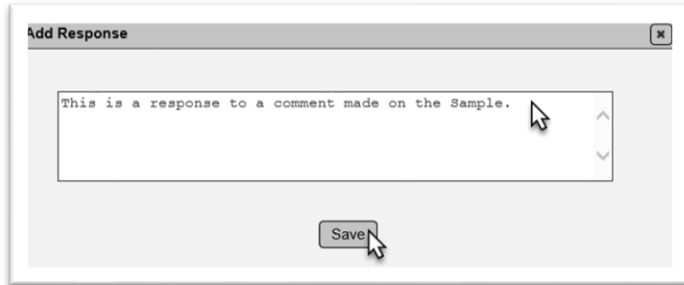 Add Response
This is a response to a comment made on the Sample.
Save